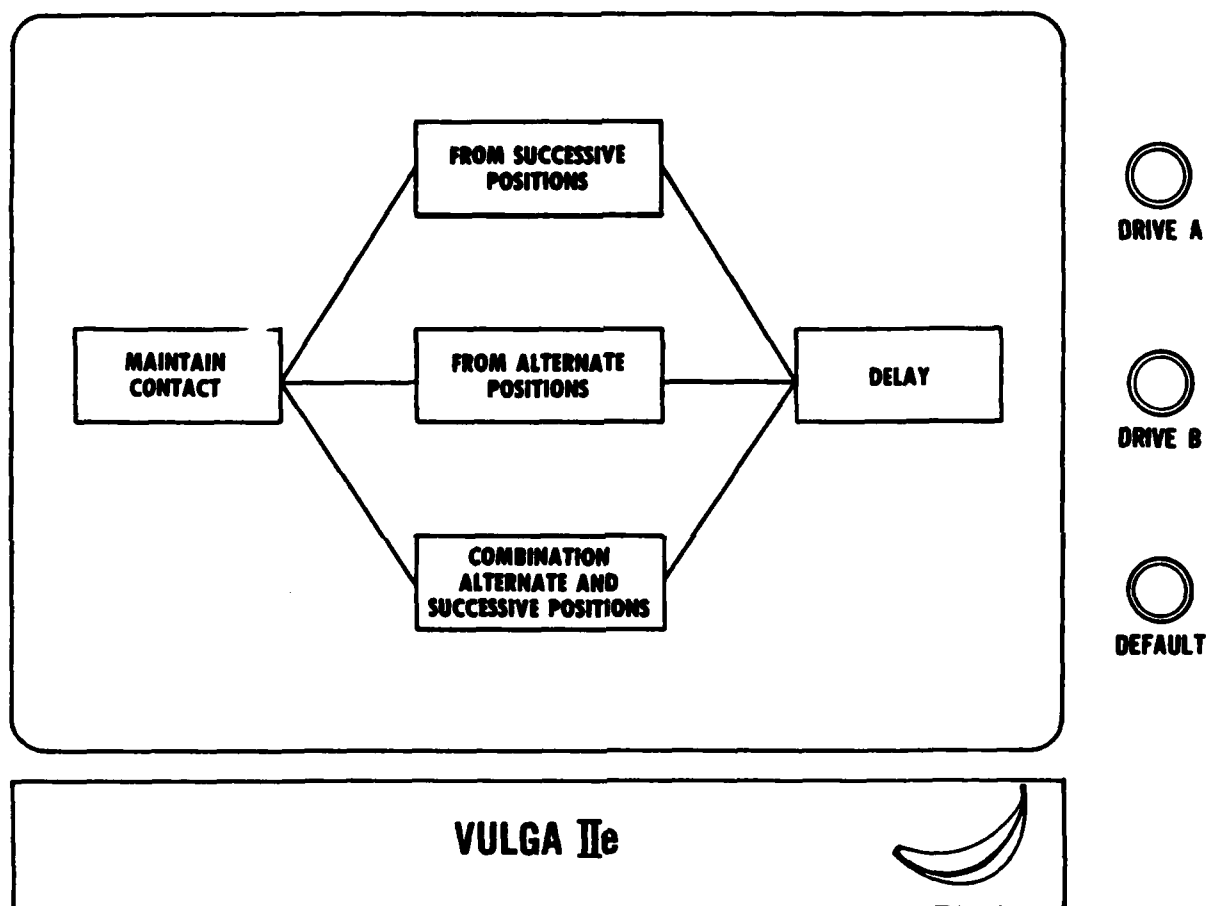 FROM SUCCESSIVE
POSITIONS
DRIVE A
MAINTAIN
CONTACT
FROM ALTERNATE
POSITIONS
DELAY
DRIVE B
COMBINATION
ALTERNATE AND
SUCCESSIVE POSITIONS
DEFAULT
VULGA IIe